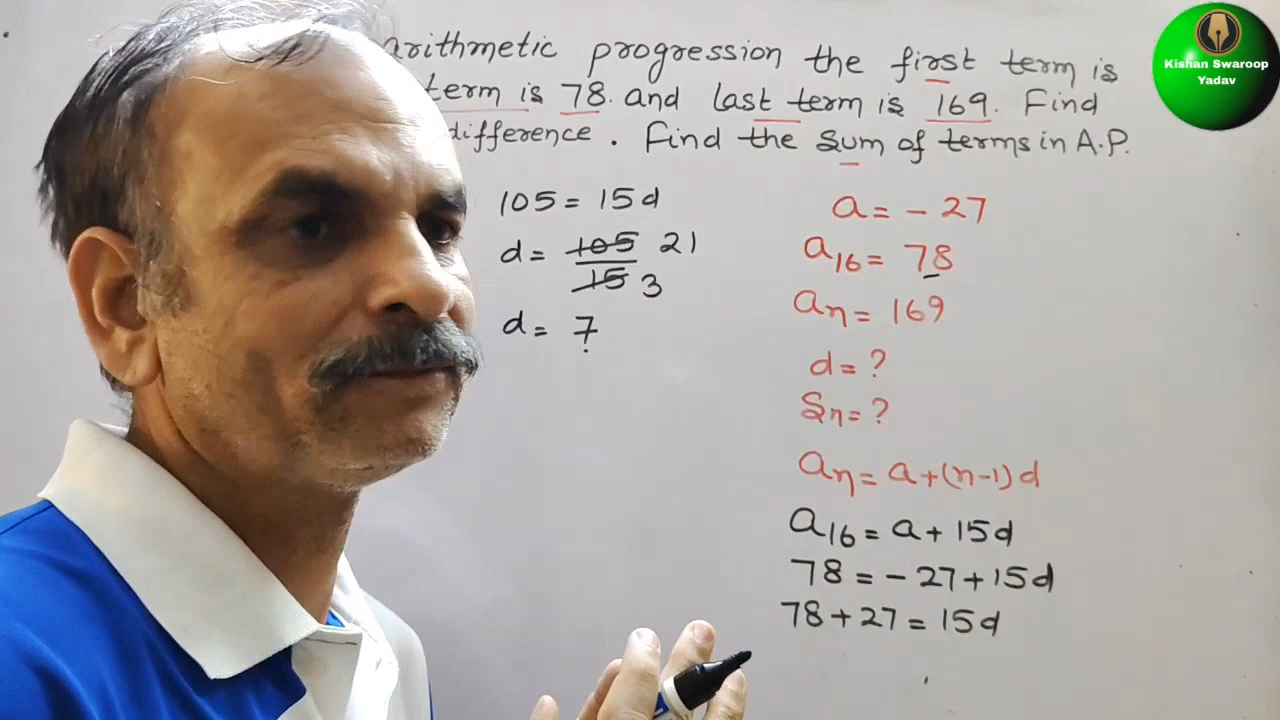 arithmetic progression the first term is
term is 78. and last term is 169. Find
difference. Find the sum of terms in A.P.
105 = 15d
d = 105 21
15 3
d = 7
a = - 27
a16 = 78
an = 169
d = ?
Sn = ?
an = a + (n-1)d
a16 = a + 15d
78 = - 27 + 15d
78 + 27 = 15d
Kishan Swaroop
Yadav